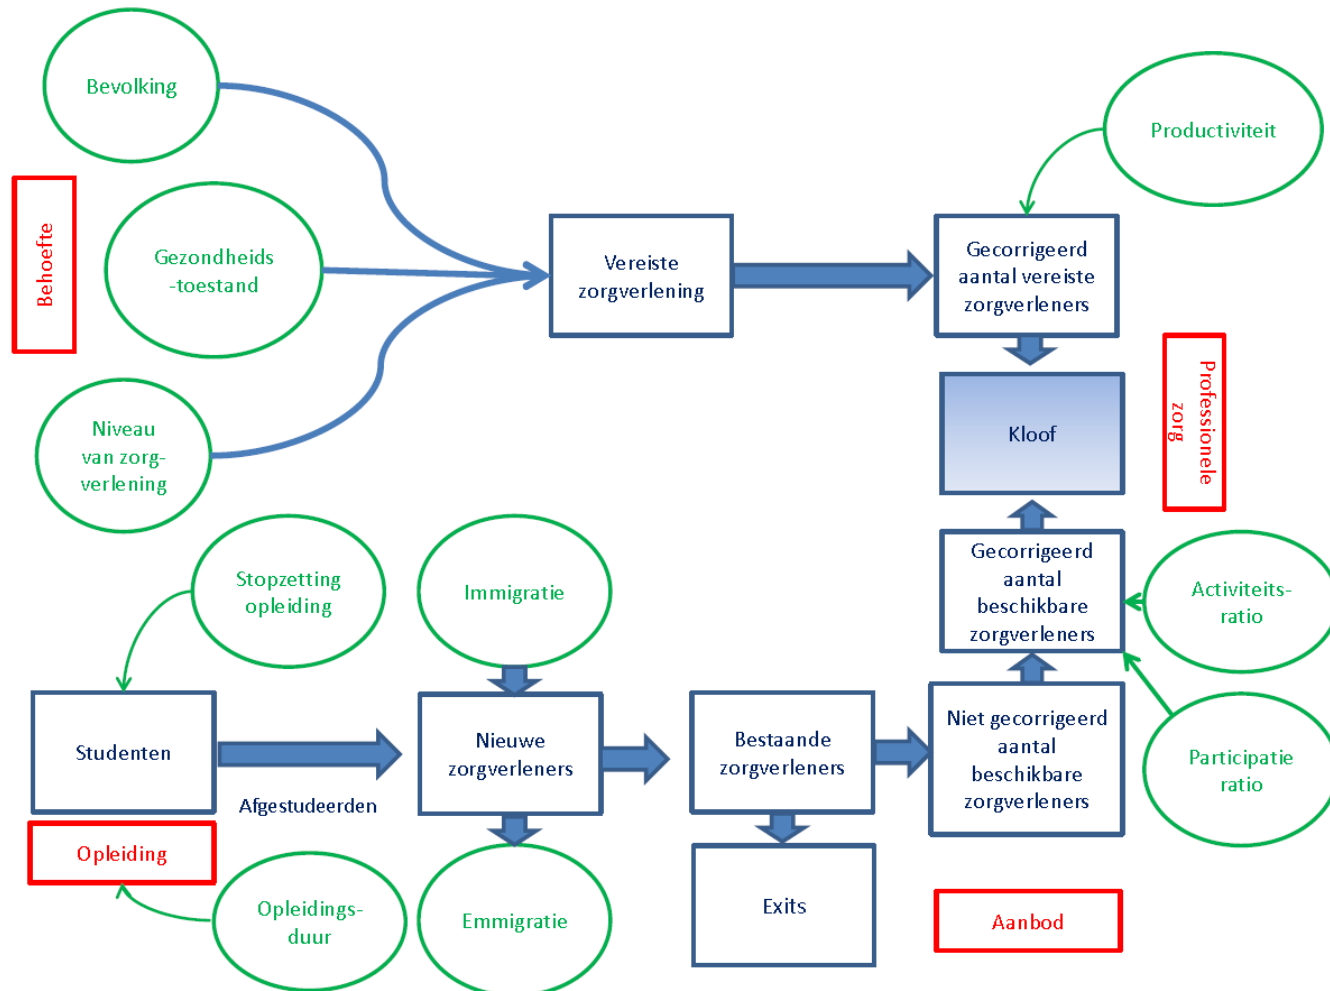 Bevolking
Productiviteit
Behoefte
Gezondheids
-toestand
Vereiste
zorgverlening
Gecorrigeerd
aantal vereiste
zorgverleners
Niveau
van zorg-
verlening
Kloof
Professionele
zorg
Stopzetting
opleiding
Immigratie
Gecorrigeerd
aantal
beschikbare
zorgverleners
Activiteits-
ratio
Studenten
Afgestudeerden
Nieuwe
zorgverleners
Bestaande
zorgverleners
Niet gecorrigeerd
aantal
beschikbare
zorgverleners
Participatie
ratio
Opleiding
Opleidings-
duur
Emmigratie
Exits
Aanbod